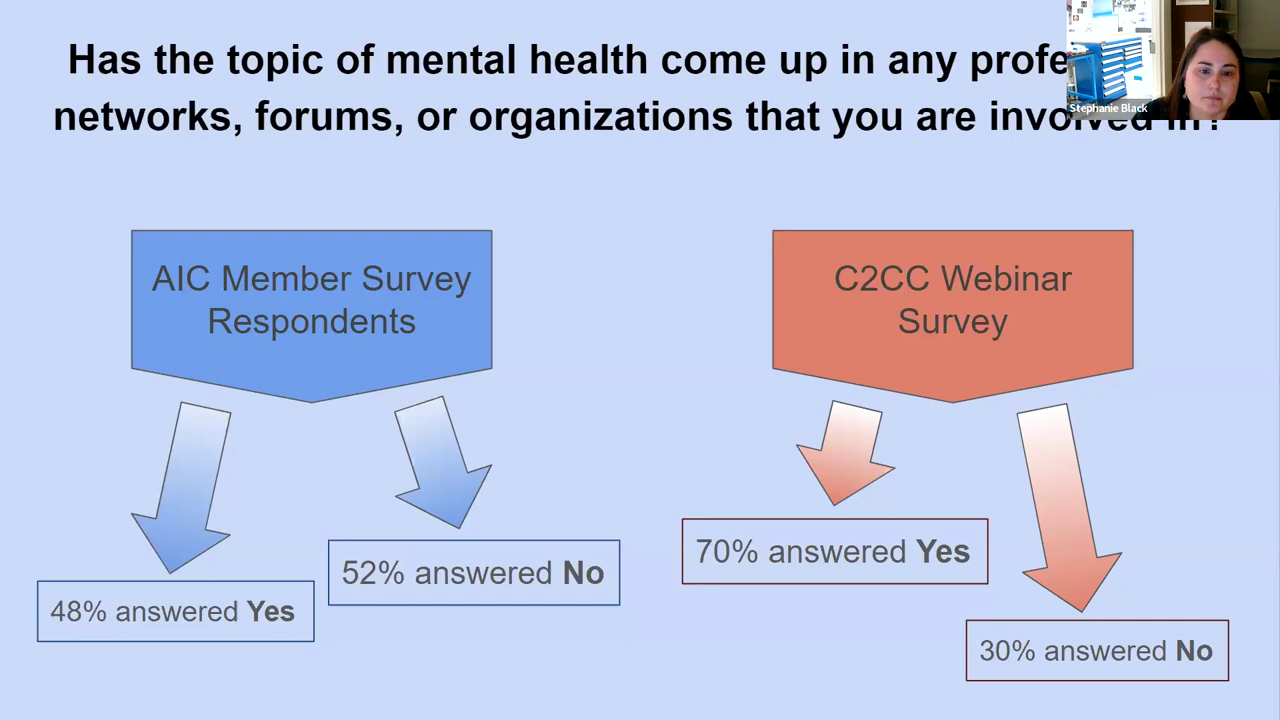 Has the topic of mental health come up in any
networks, forums, or organizations that you are involved in?
Stephanie Black
AIC Member Survey
Respondents
C2CC Webinar
Survey
48% answered Yes
52% answered No
70% answered Yes
30% answered No